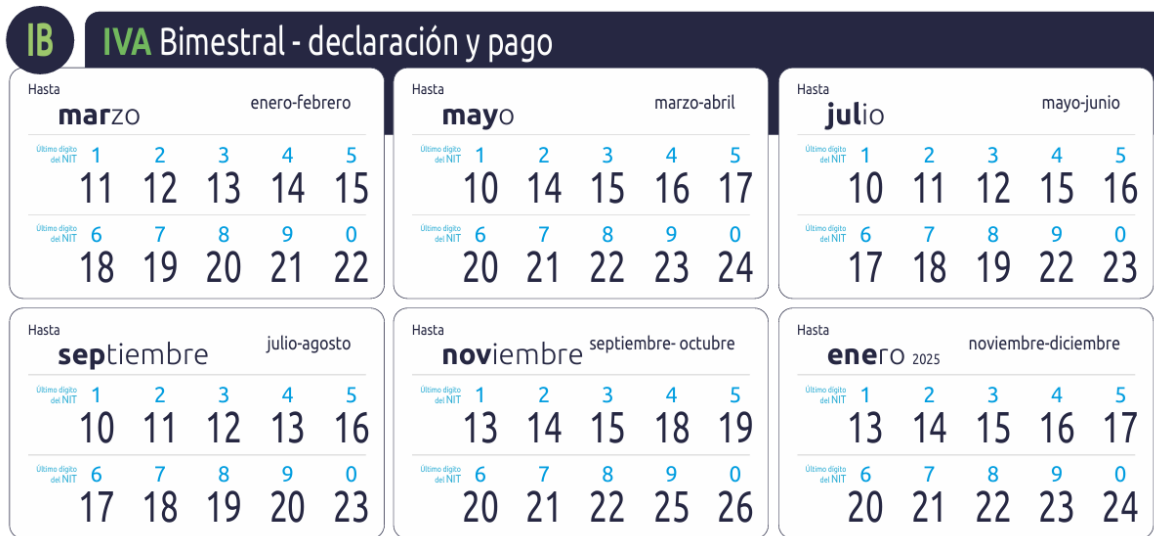 IB IVA Bimestral - declaración y pago
Hasta
marzo enero-febrero
Último dígito del NIT 1 2 3 4 5
11 12 13 14 15
Último dígito del NIT 6 7 8 9 0
18 19 20 21 22
Hasta
mayo marzo-abril
Último dígito del NIT 1 2 3 4 5
10 14 15 16 17
Último dígito del NIT 6 7 8 9 0
20 21 22 23 24
Hasta
julio mayo-junio
Último dígito del NIT 1 2 3 4 5
10 11 12 15 16
Último dígito del NIT 6 7 8 9 0
17 18 19 22 23
Hasta
septiembre julio-agosto
Último dígito del NIT 1 2 3 4 5
10 11 12 13 16
Último dígito del NIT 6 7 8 9 0
17 18 19 20 23
Hasta
noviembre septiembre- octubre
Último dígito del NIT 1 2 3 4 5
13 14 15 18 19
Último dígito del NIT 6 7 8 9 0
20 21 22 25 26
Hasta
enero 2025 noviembre-diciembre
Último dígito del NIT 1 2 3 4 5
13 14 15 16 17
Último dígito del NIT 6 7 8 9 0
20 21 22 23 24